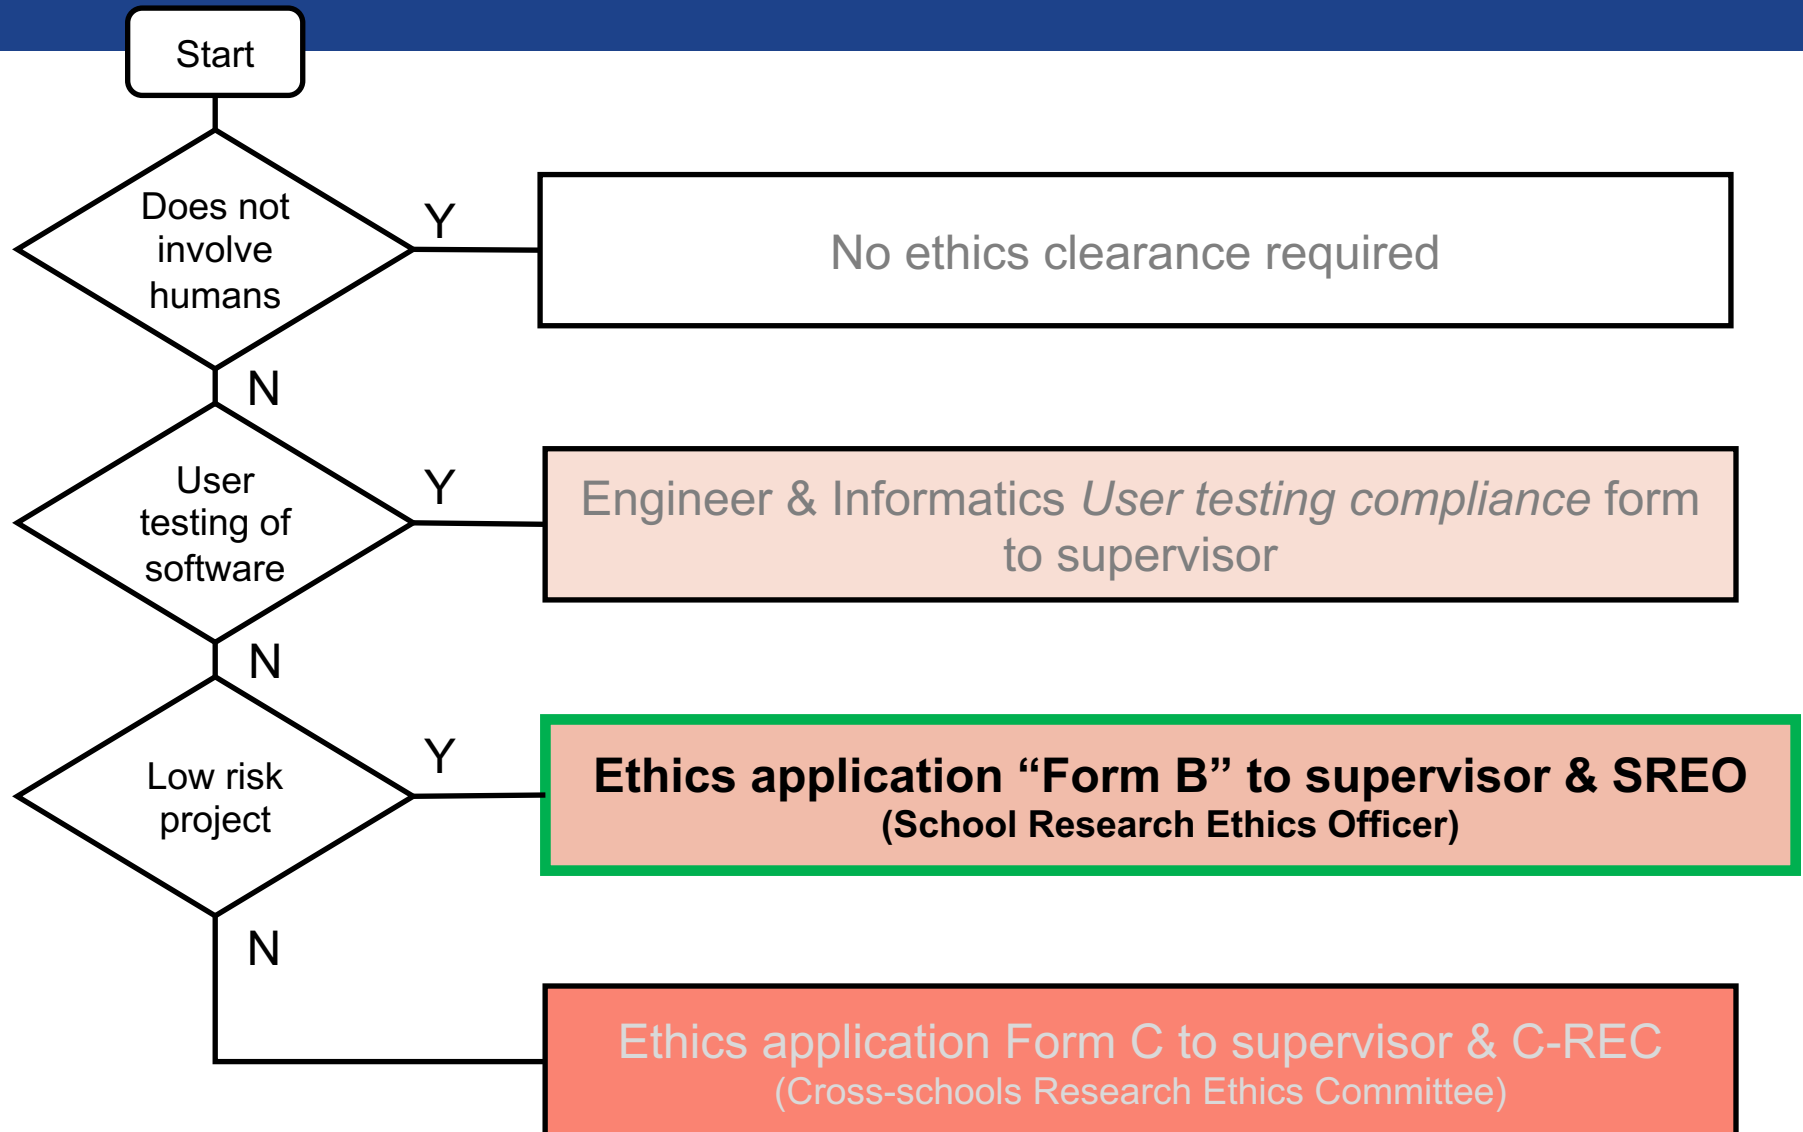 Start
Does not
involve
humans
Y
No ethics clearance required
N
User
testing of
software
Y
Engineer & Informatics User testing compliance form
to supervisor
N
Low risk
project
Y
Ethics application “Form B” to supervisor & SREO
(School Research Ethics Officer)
N
Ethics application Form C to supervisor & C-REC
(Cross-schools Research Ethics Committee)